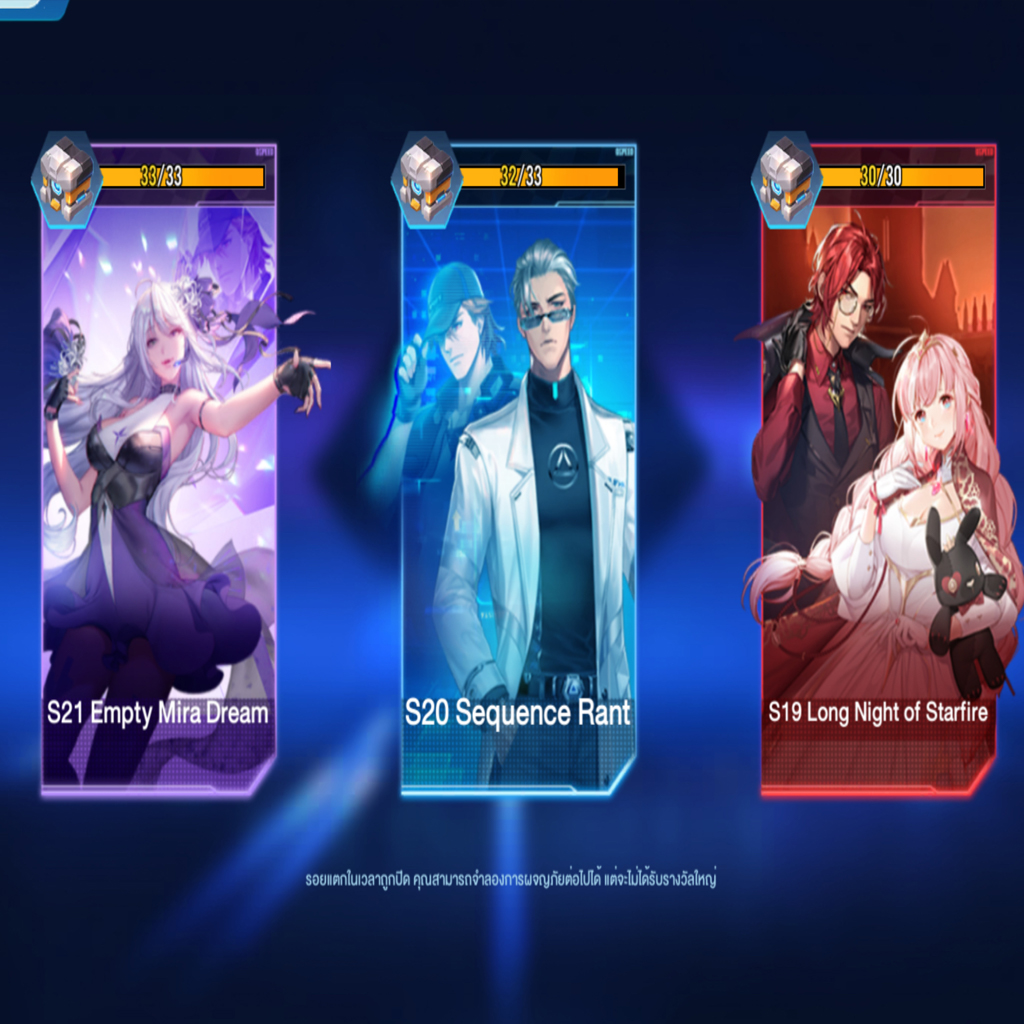 33/33
32/33
30/30
S21 Empty Mira Dream
S20 Sequence Rant
S19 Long Night of Starfire
รอยแตกในเวลาถูกปิด คุณสามารถจำลองการผจญภัยต่อไปได้ แต่จะไม่ได้รับรางวัลใหญ่